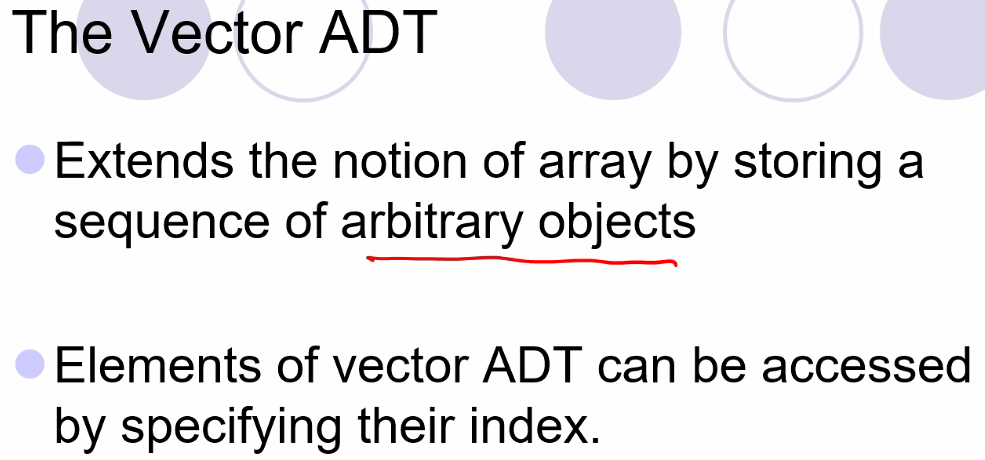 The Vector ADT
Extends the notion of array by storing a
sequence of arbitrary objects
Elements of vector ADT can be accessed
by specifying their index.